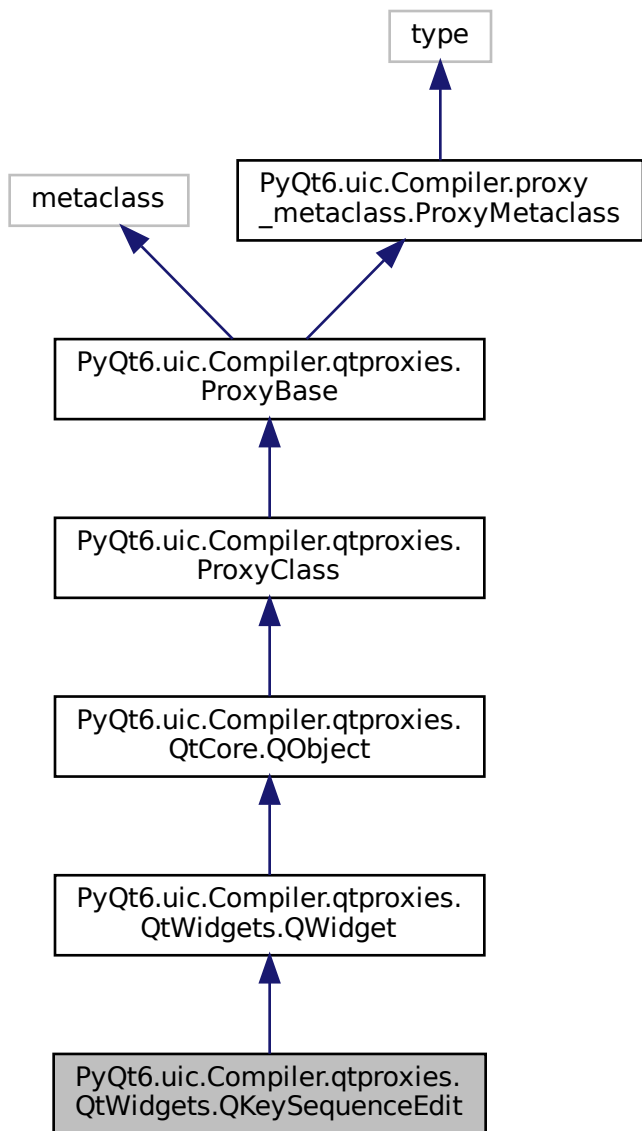 type
PyQt6.uic.Compiler.proxy
_metaclass.ProxyMetaclass
metaclass
PyQt6.uic.Compiler.qtproxies.
ProxyBase
PyQt6.uic.Compiler.qtproxies.
ProxyClass
PyQt6.uic.Compiler.qtproxies.
QtCore.QObject
PyQt6.uic.Compiler.qtproxies.
QtWidgets.QWidget
PyQt6.uic.Compiler.qtproxies.
QtWidgets.QKeySequenceEdit